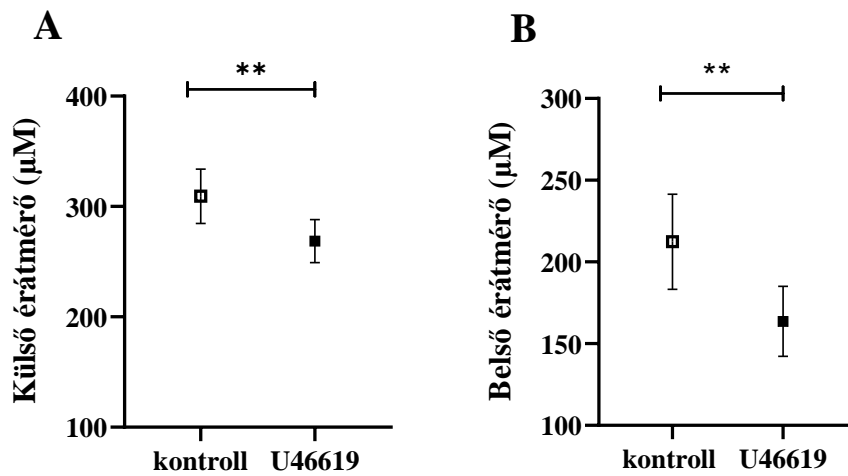 A
**
400
300
200
100
Külső érátmérő (µM)
kontroll U46619
B
**
300
250
200
150
100
Belső érátmérő (µM)
kontroll U46619